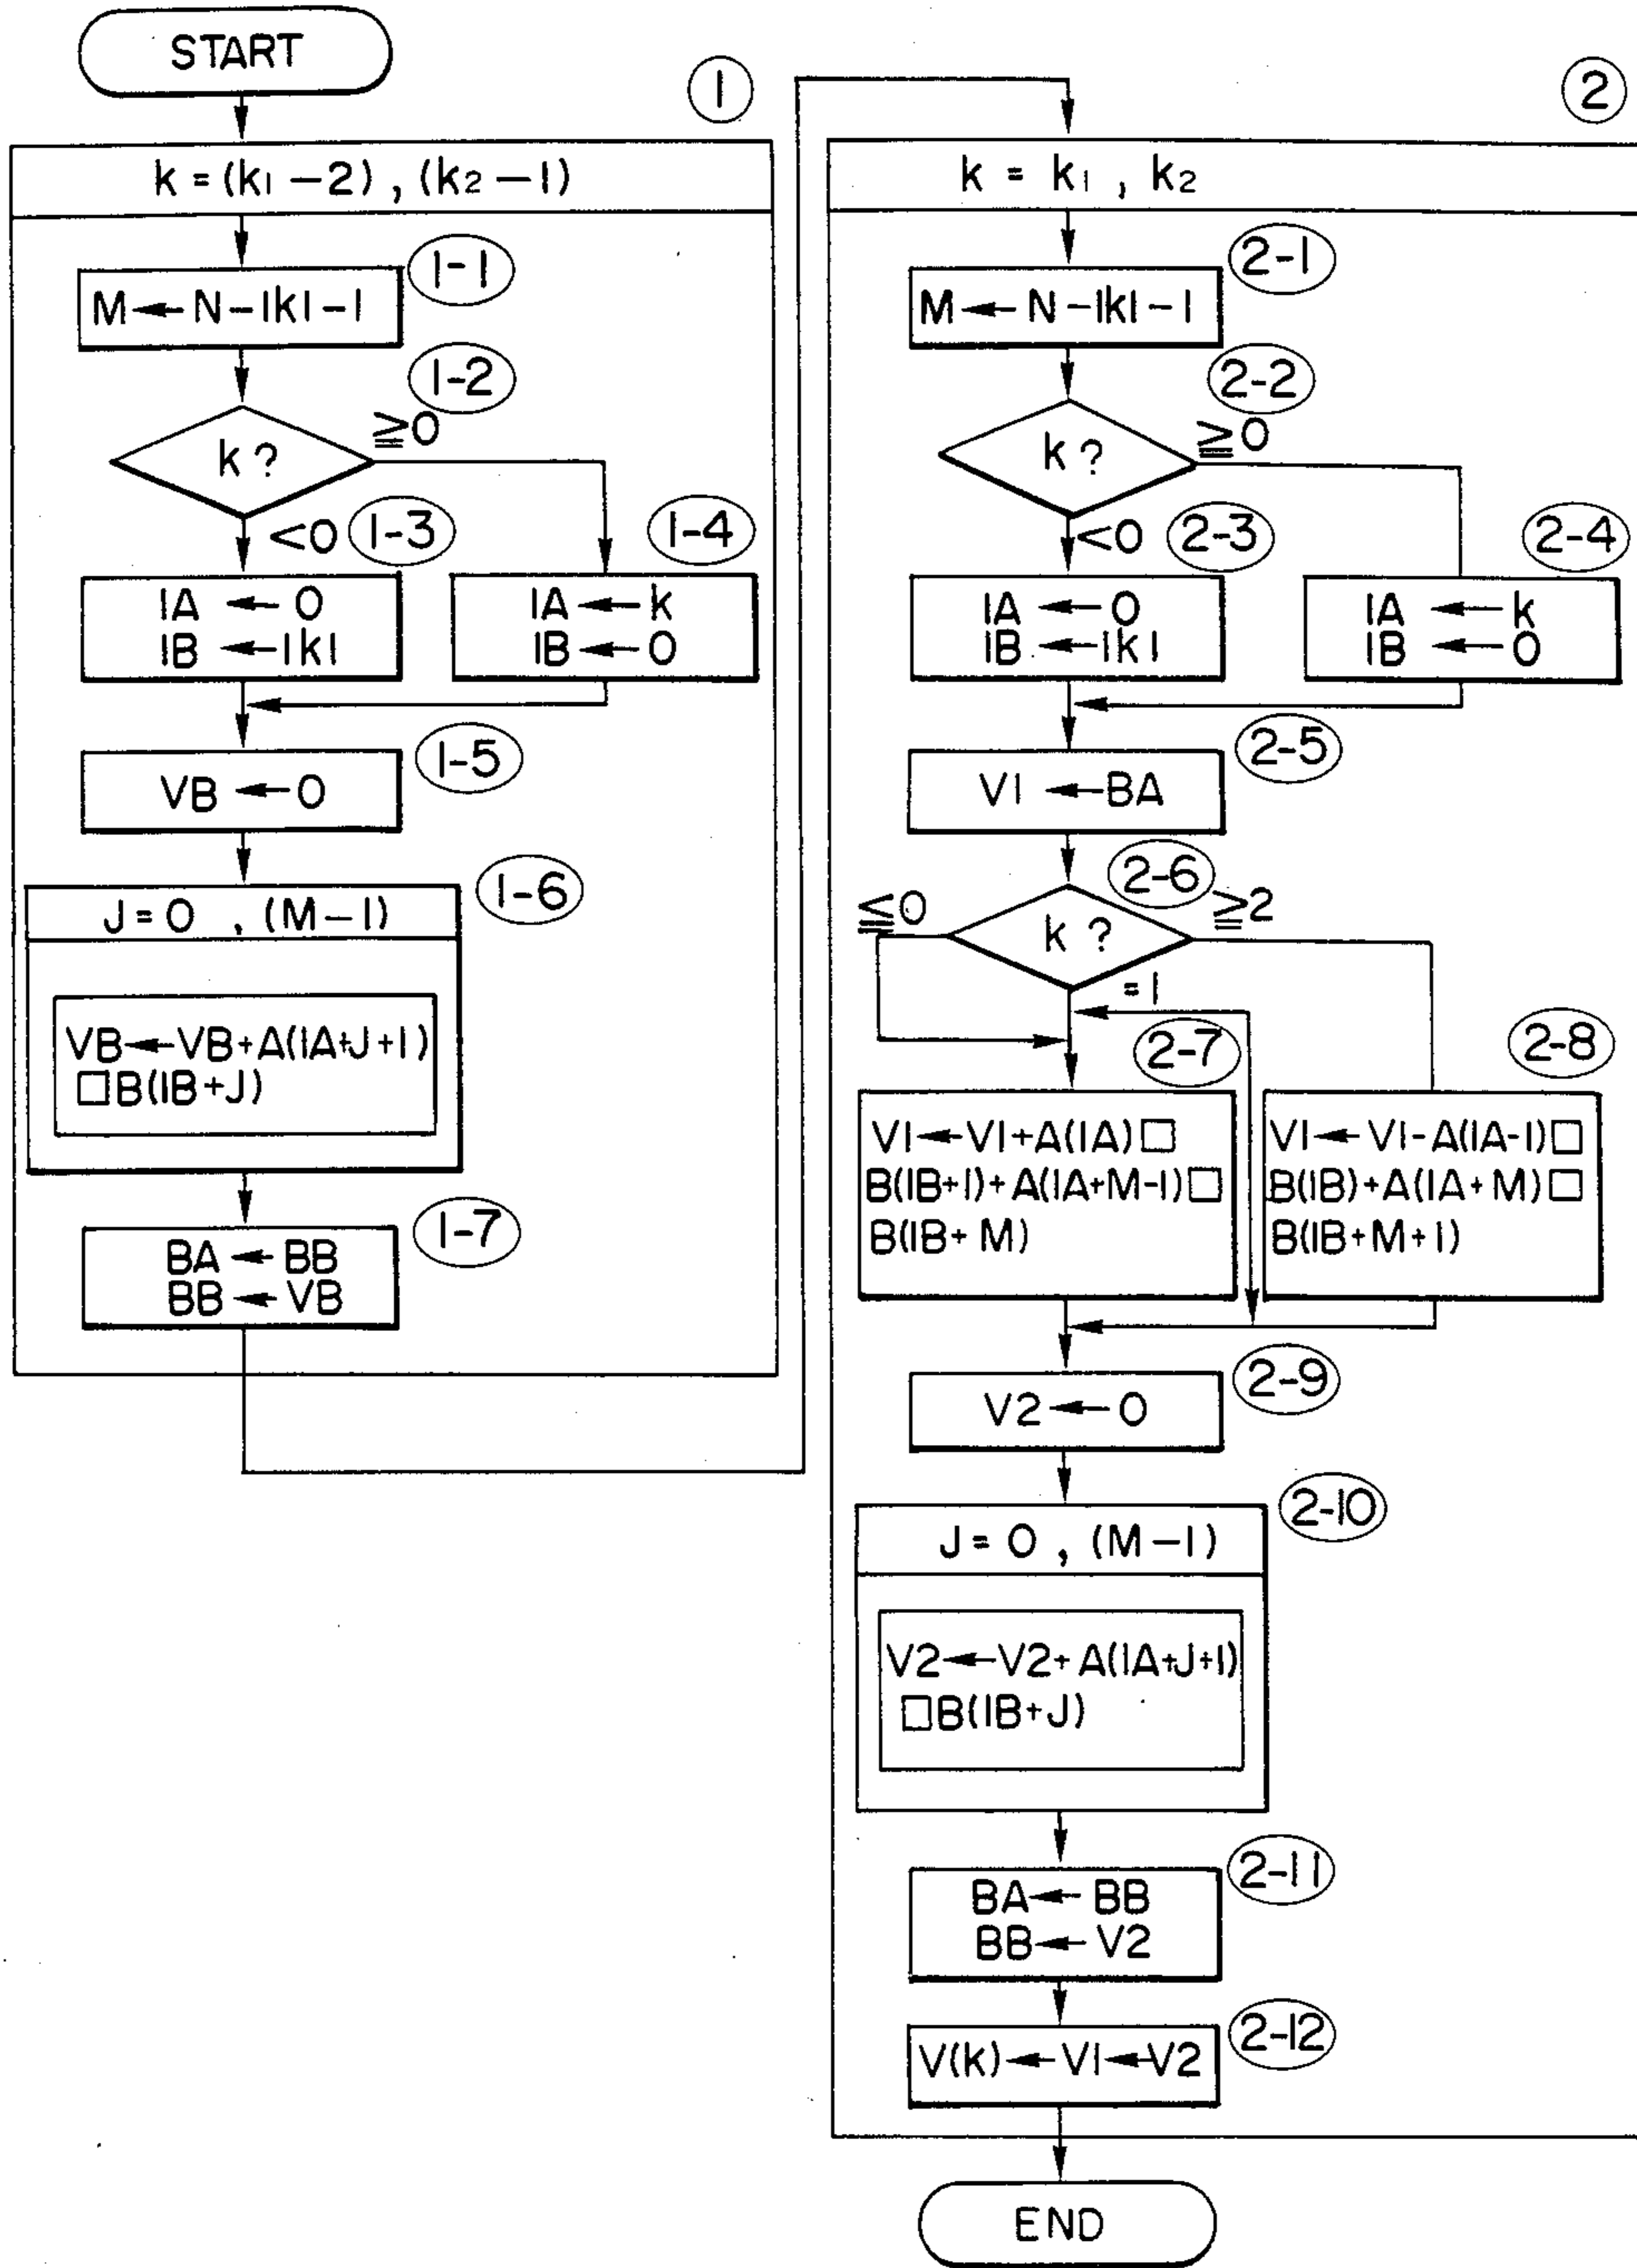 START
1
k = (k1 - 2) , (k2 - 1)
1-1
M ← N - |k| - 1
1-2
≧0
k ?
<0
1-3
1-4
IA ← 0
IB ← |k|
IA ← k
IB ← 0
1-5
VB ← 0
1-6
J = 0 , (M - 1)
VB ← VB + A(IA+J+1)
□ B(IB+J)
1-7
BA ← BB
BB ← VB
2
k = k1 , k2
2-1
M ← N - |k| - 1
2-2
≧0
k ?
<0
2-3
2-4
IA ← 0
IB ← |k|
IA ← k
IB ← 0
2-5
V1 ← BA
2-6
≦0
≧2
k ?
=1
2-7
2-8
V1 ← V1 + A(IA) □
B(IB+1) + A(IA+M-1) □
B(IB+M)
V1 ← V1 - A(IA-1) □
B(IB) + A(IA+M) □
B(IB+M+1)
2-9
V2 ← 0
2-10
J = 0 , (M - 1)
V2 ← V2 + A(IA+J+1)
□ B(IB+J)
2-11
BA ← BB
BB ← V2
2-12
V(k) ← V1 ← V2
END